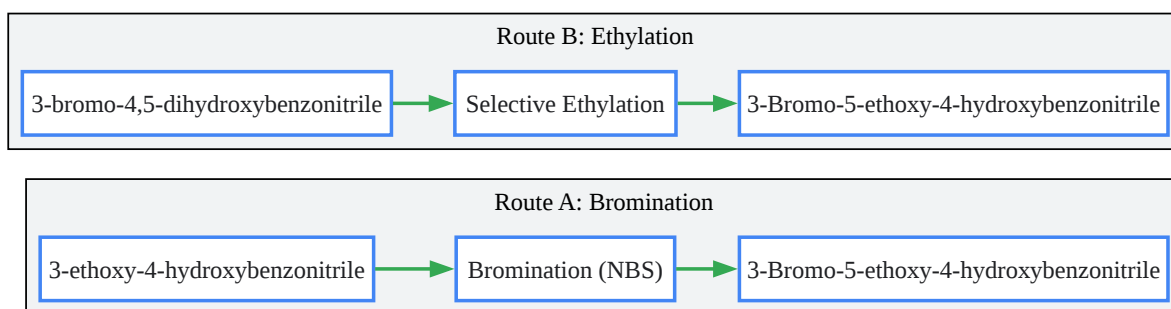 Route B: Ethylation
3-bromo-4,5-dihydroxybenzonitrile
Selective Ethylation
3-Bromo-5-ethoxy-4-hydroxybenzonitrile
Route A: Bromination
3-ethoxy-4-hydroxybenzonitrile
Bromination (NBS)
3-Bromo-5-ethoxy-4-hydroxybenzonitrile